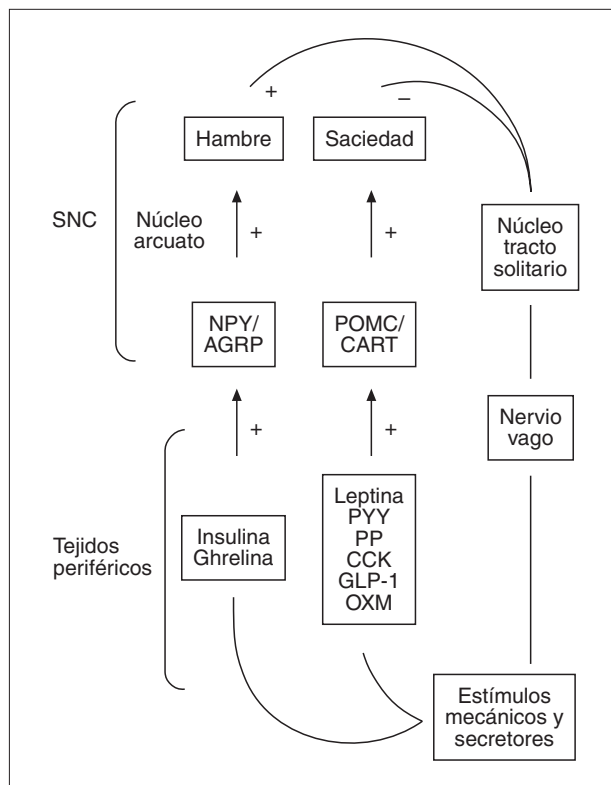 +
–
Hambre
Saciedad
SNC
Núcleo
arcuato
+
+
Núcleo
tracto
solitario
NPY/
AGRP
POMC/
CART
+
+
Nervio
vago
Tejidos
periféricos
Insulina
Ghrelina
Leptina
PYY
PP
CCK
GLP-1
OXM
Estímulos
mecánicos y
secretores